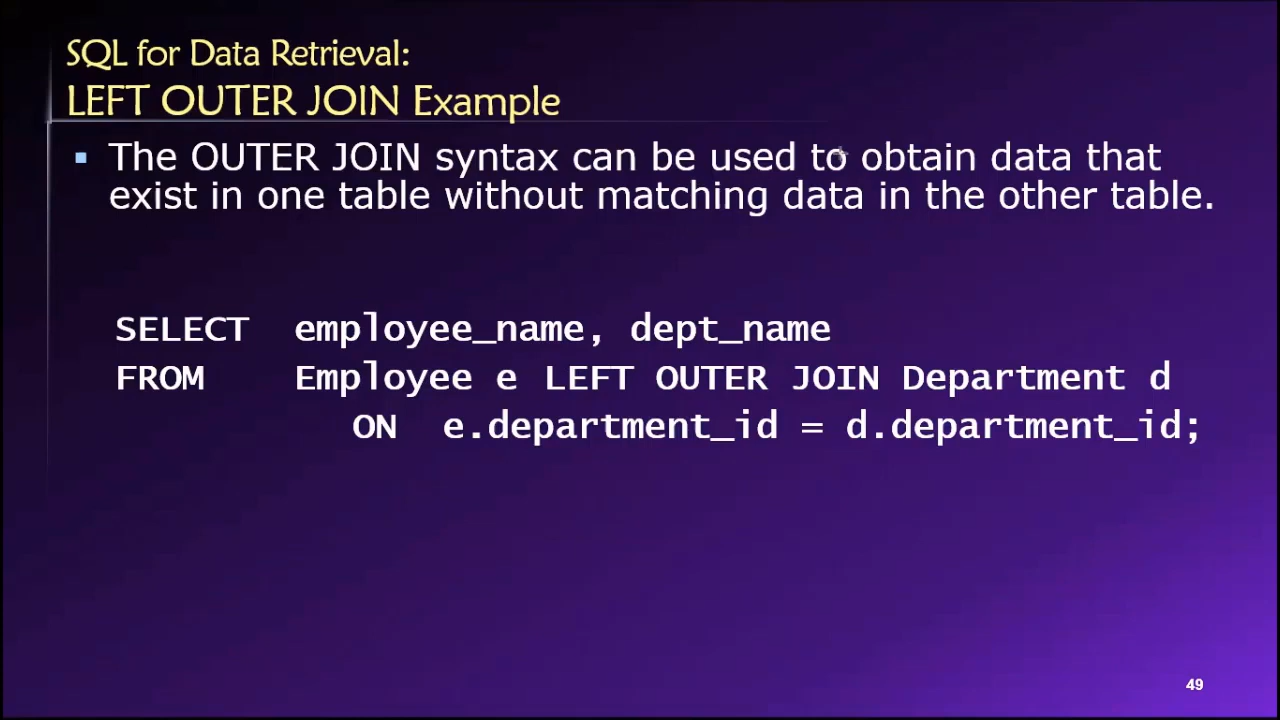 SQL for Data Retrieval:
LEFT OUTER JOIN Example
▪ The OUTER JOIN syntax can be used to obtain data that
exist in one table without matching data in the other table.
SELECT employee_name, dept_name
FROM Employee e LEFT OUTER JOIN Department d
ON e.department_id = d.department_id;
49